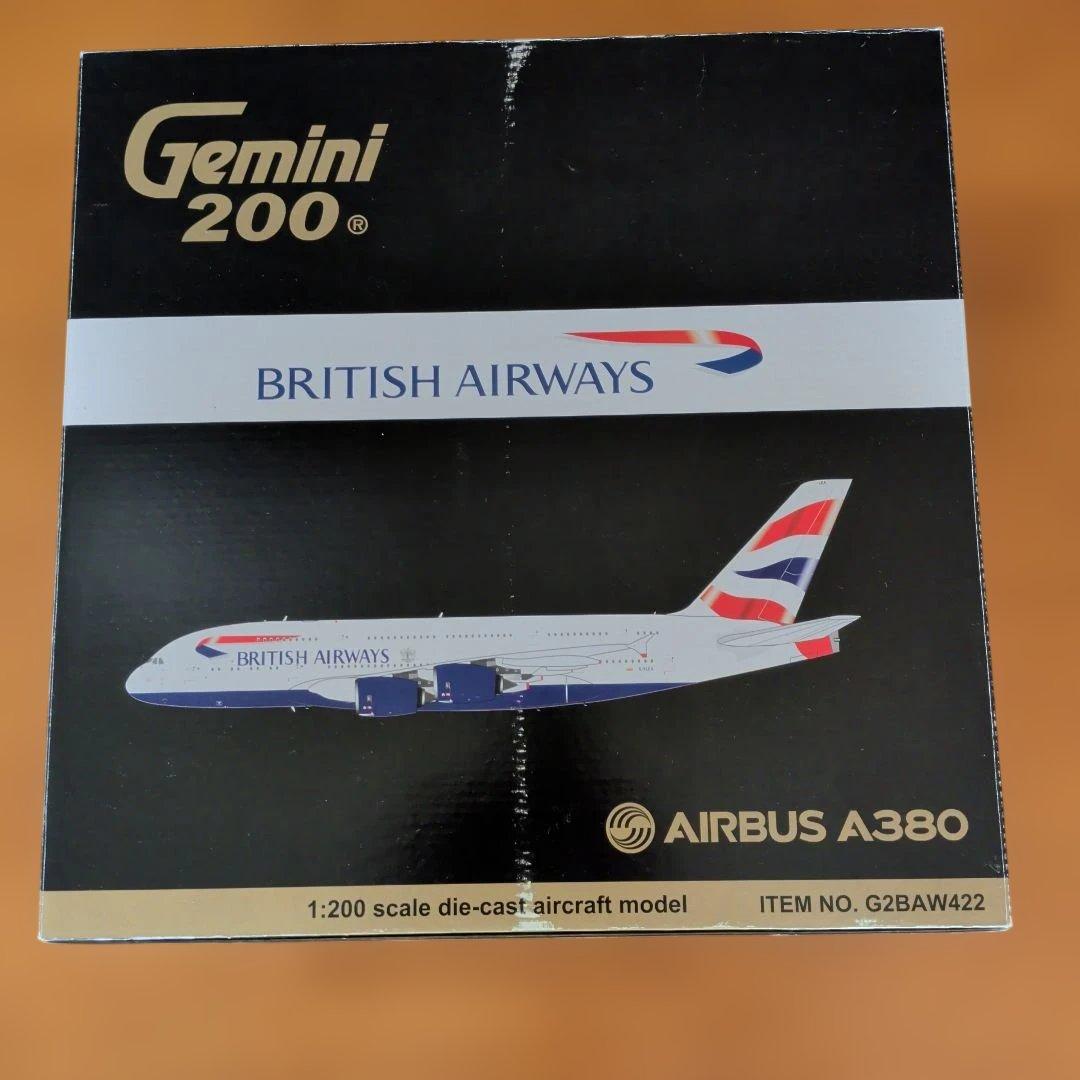 Gemini
200®
BRITISH AIRWAYS
BRITISH AIRWAYS
AIRBUS A380
1:200 scale die-cast aircraft model
ITEM NO. G2BAW422